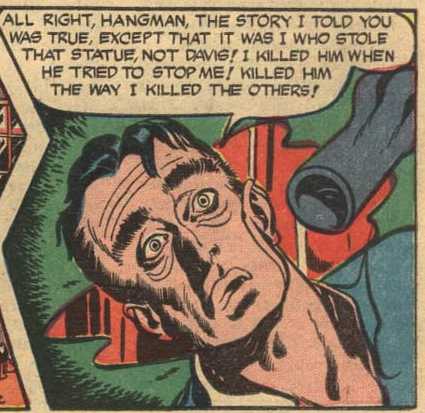 ALL RIGHT, HANGMAN, THE STORY I TOLD YOU
WAS TRUE, EXCEPT THAT IT WAS I WHO STOLE
THAT STATUE, NOT DAVIS! I KILLED HIM WHEN
HE TRIED TO STOP ME! KILLED HIM
THE WAY I KILLED THE OTHERS!